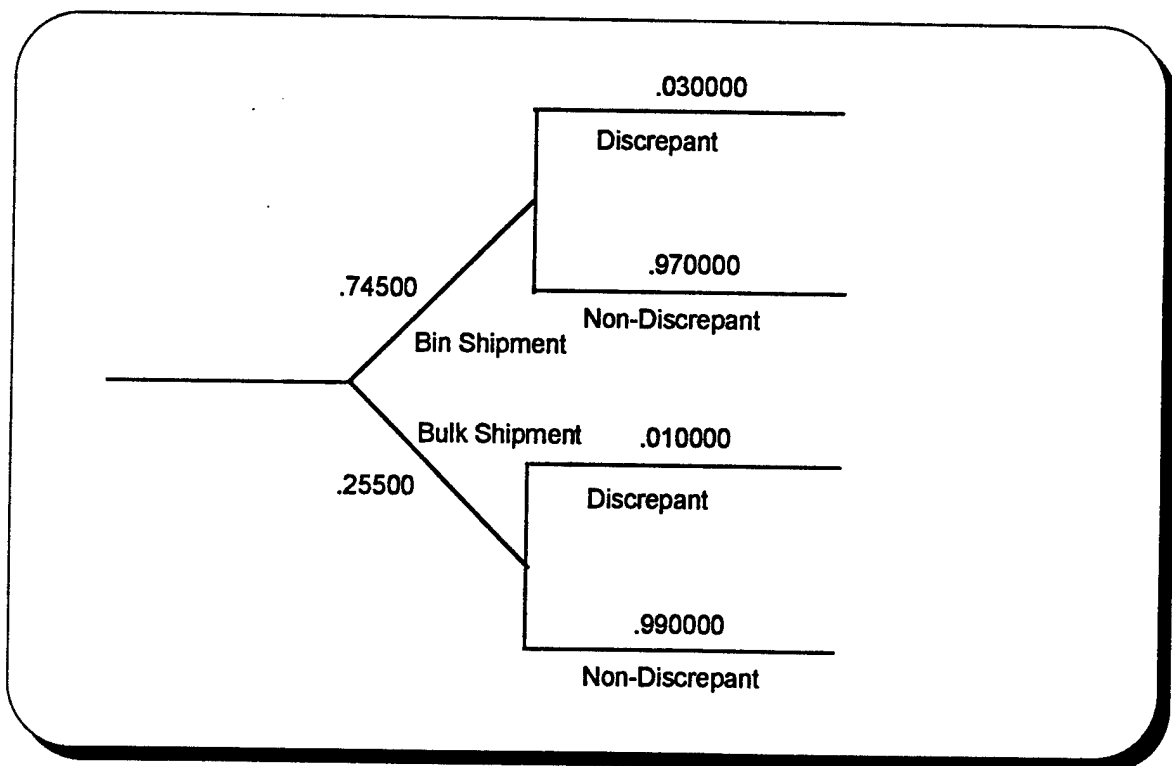 .030000
Discrepant
.970000
Non-Discrepant
.74500
Bin Shipment
Bulk Shipment
.25500
.010000
Discrepant
.990000
Non-Discrepant